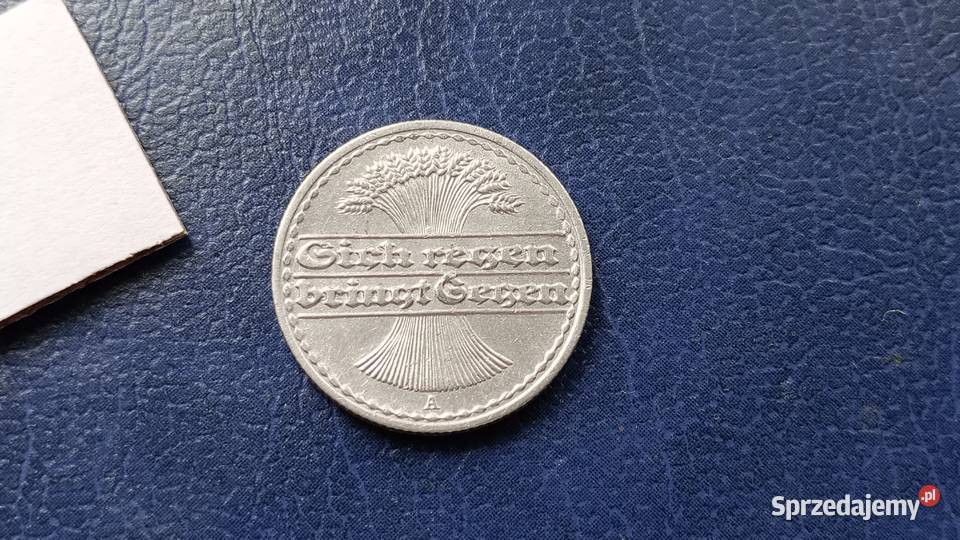 Sich regen
bringt Segen
A
Sprzedajemy.pl